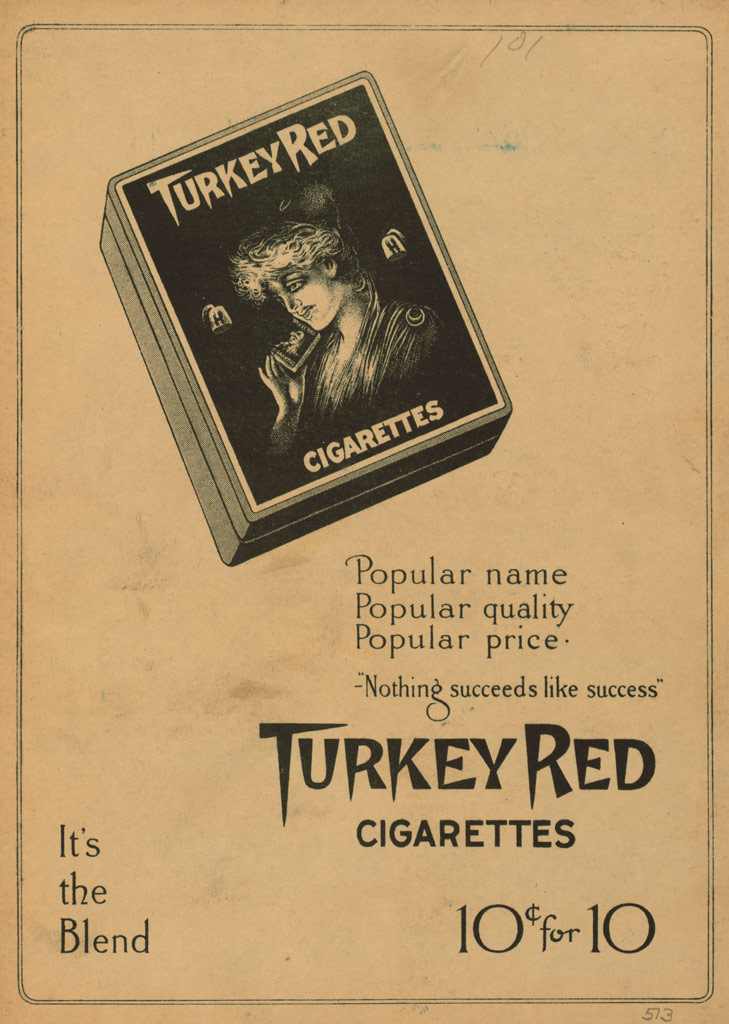 181
TURKEY RED
H
H
CIGARETTES
Popular name
Popular quality
Popular price.
-"Nothing succeeds like success"
TURKEY RED
CIGARETTES
It's
the
Blend
10¢ for 10
513